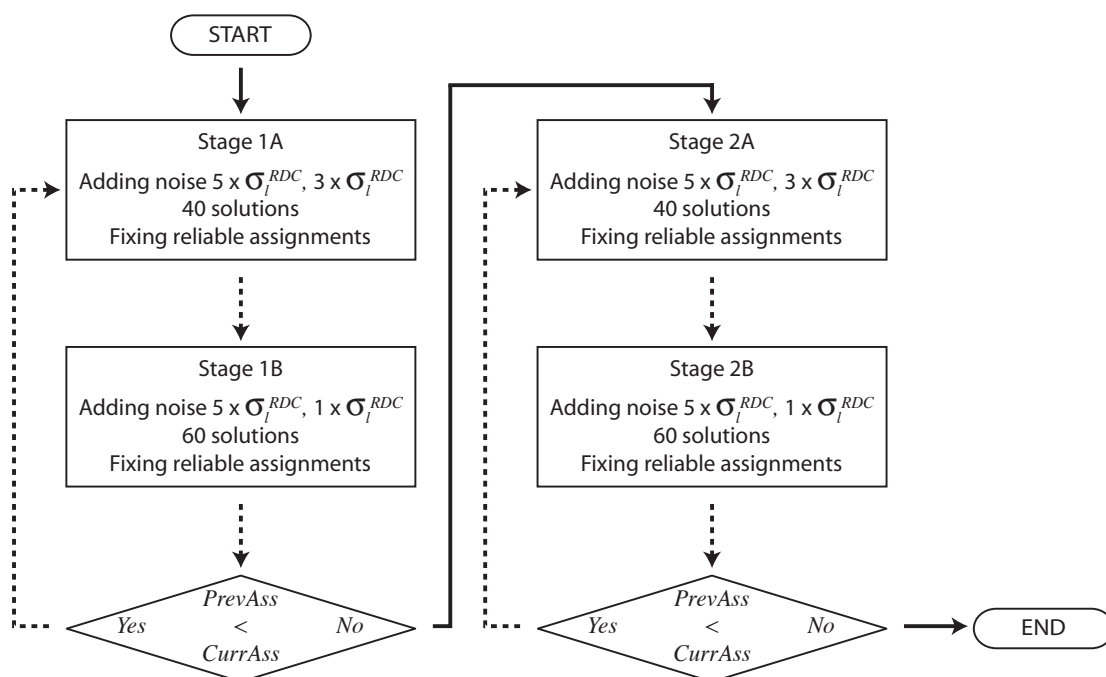 START
Stage 1A
Adding noise 5 x σ_l^RDC, 3 x σ_l^RDC
40 solutions
Fixing reliable assignments
Stage 1B
Adding noise 5 x σ_l^RDC, 1 x σ_l^RDC
60 solutions
Fixing reliable assignments
PrevAss
Yes < No
CurrAss
Stage 2A
Adding noise 5 x σ_l^RDC, 3 x σ_l^RDC
40 solutions
Fixing reliable assignments
Stage 2B
Adding noise 5 x σ_l^RDC, 1 x σ_l^RDC
60 solutions
Fixing reliable assignments
PrevAss
Yes < No
CurrAss
END